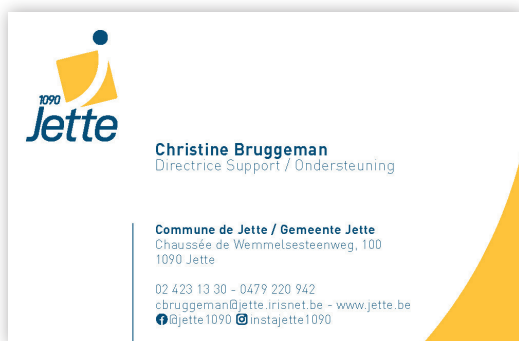 1090
Jette
Christine Bruggeman
Directrice Support / Ondersteuning
Commune de Jette / Gemeente Jette
Chaussée de Wemmelsesteenweg, 100
1090 Jette
02 423 13 30 - 0479 220 942
cbruggeman@jette.irisnet.be - www.jette.be
@jette1090 instajette1090